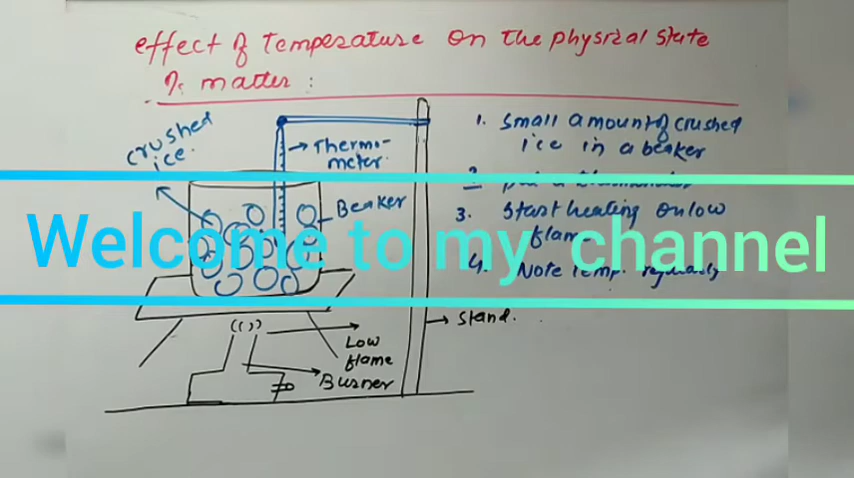 effect of Temperature on the physical state
of matter :
crushed
ice.
Thermo-
meter.
Beaker
1. Small amount of crushed
ice in a beaker
2.
3. Start heating on low
flame
4. Note Temp. regularly
Welcome to my channel
Stand.
Low
flame
Burner